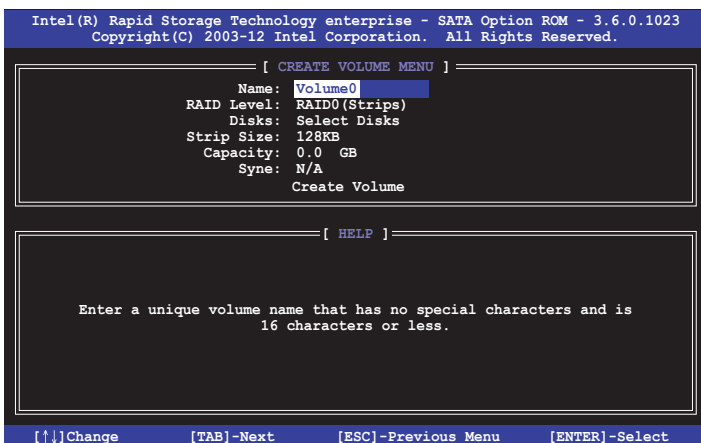 Intel(R) Rapid Storage Technology enterprise - SATA Option ROM - 3.6.0.1023
Copyright(C) 2003-12 Intel Corporation. All Rights Reserved.
[ CREATE VOLUME MENU ]
Name: Volume0
RAID Level: RAID0(Strips)
Disks: Select Disks
Strip Size: 128KB
Capacity: 0.0 GB
Syne: N/A
Create Volume
[ HELP ]
Enter a unique volume name that has no special characters and is
16 characters or less.
[↑↓]Change [TAB]-Next [ESC]-Previous Menu [ENTER]-Select